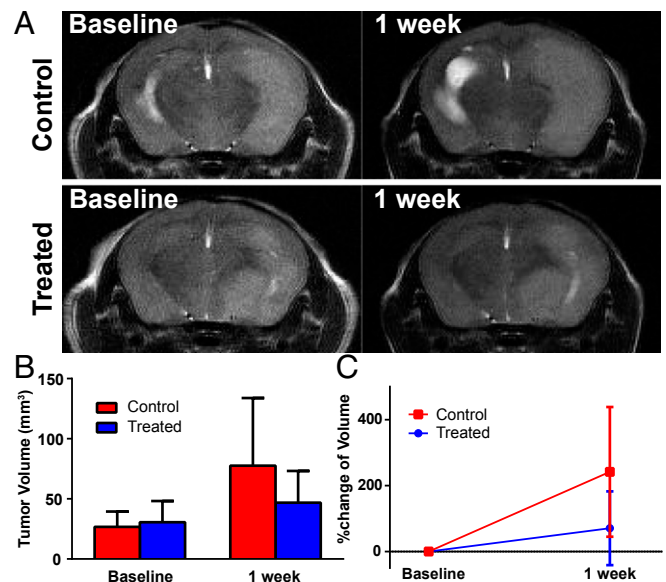 A
Baseline
1 week
Control
Baseline
1 week
Treated
B
150
100
50
0
Tumor Volume (mm³)
Control
Treated
Baseline
1 week
C
400
200
0
%change of Volume
Control
Treated
Baseline
1 week